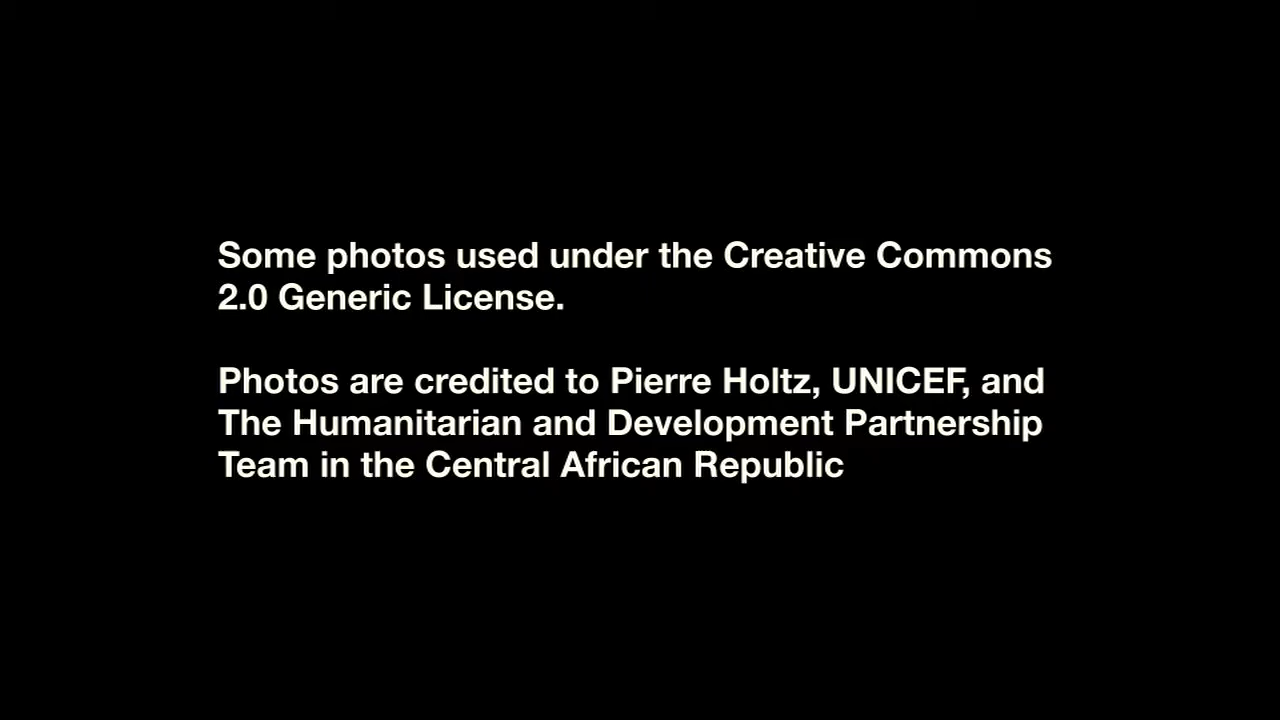 Some photos used under the Creative Commons
2.0 Generic License.
Photos are credited to Pierre Holtz, UNICEF, and
The Humanitarian and Development Partnership
Team in the Central African Republic